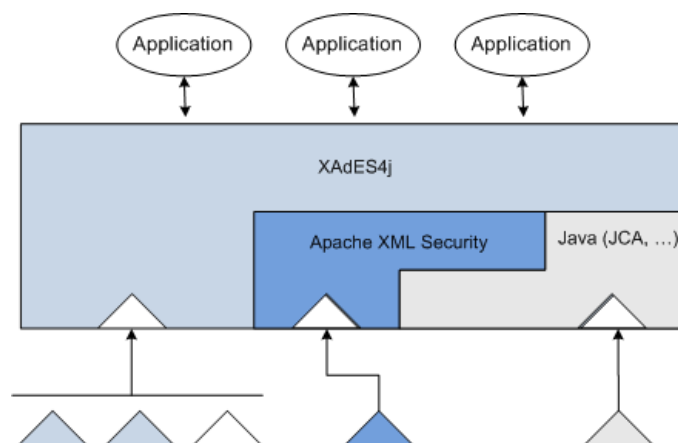 Application
Application
Application
XAdES4j
Apache XML Security
Java (JCA, ...)